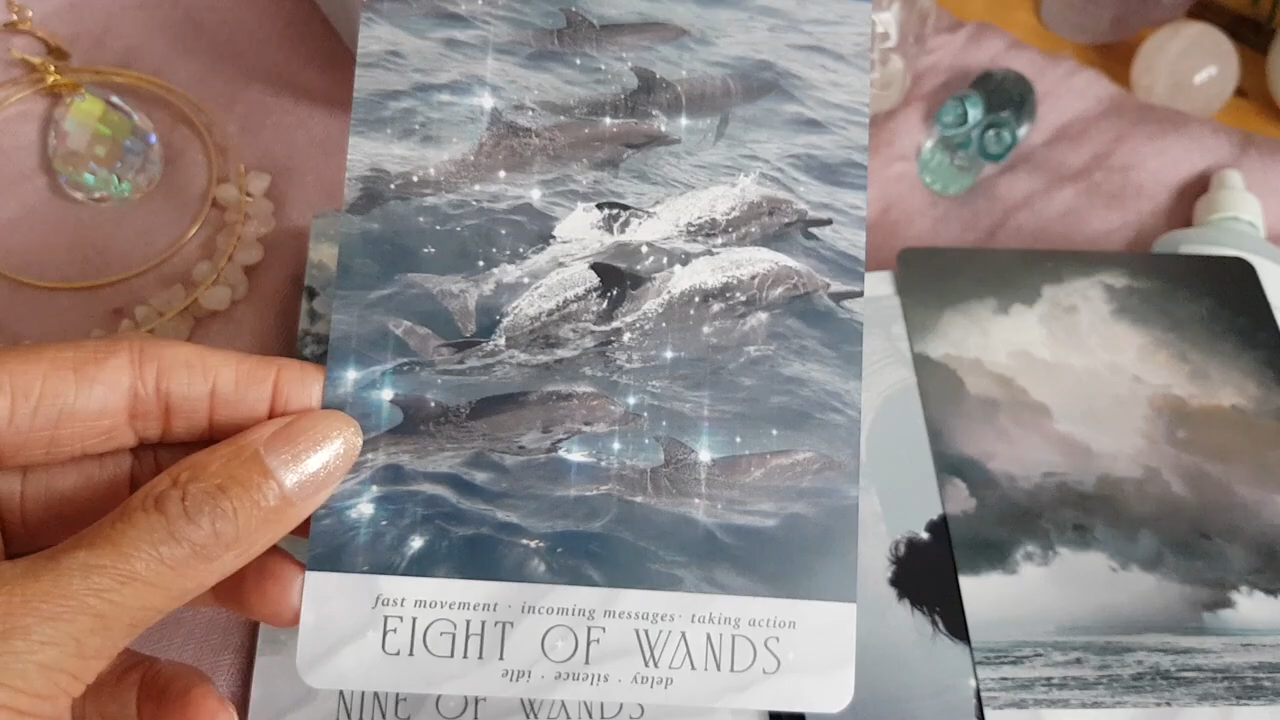 fast movement · incoming messages · taking action
EIGHT OF WANDS
delay · silence · idle
NINE OF WANDS